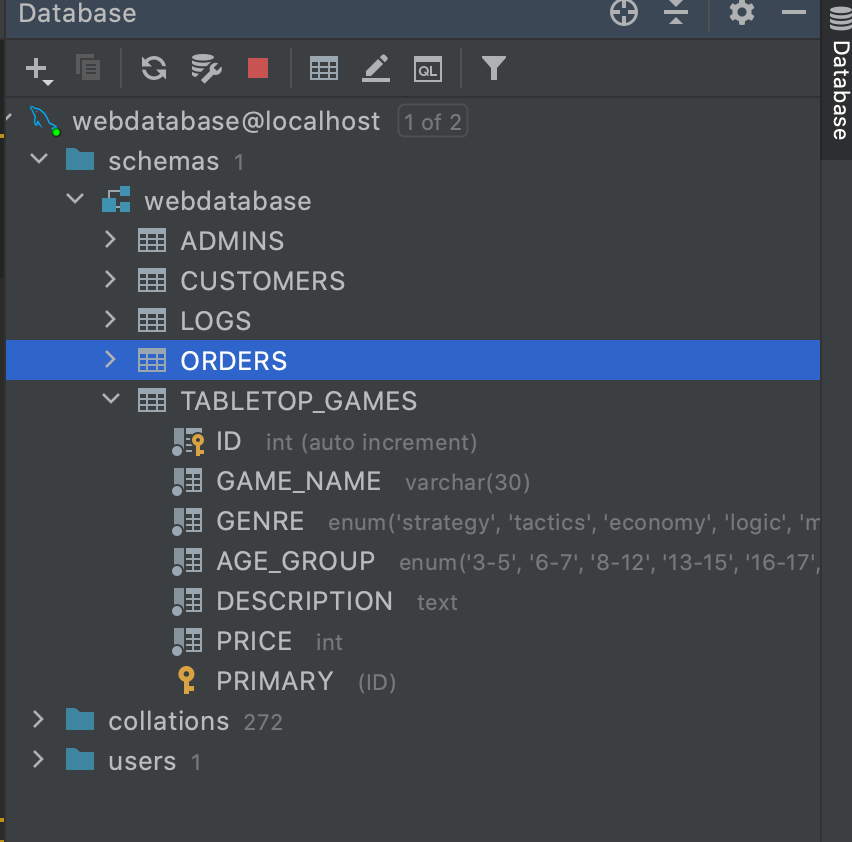 Database
QL
webdatabase@localhost 1 of 2
schemas 1
webdatabase
ADMINS
CUSTOMERS
LOGS
ORDERS
TABLETOP_GAMES
ID int (auto increment)
GAME_NAME varchar(30)
GENRE enum('strategy', 'tactics', 'economy', 'logic', 'm
AGE_GROUP enum('3-5', '6-7', '8-12', '13-15', '16-17',
DESCRIPTION text
PRICE int
PRIMARY (ID)
collations 272
users 1
Database